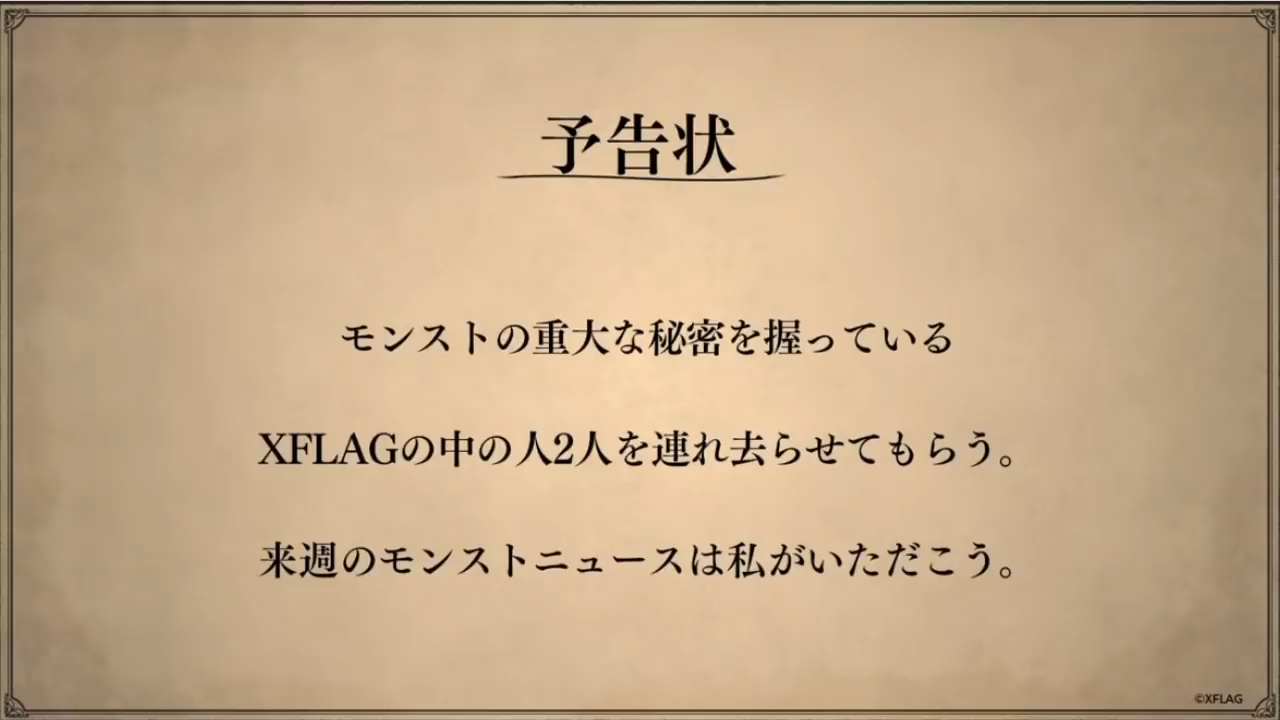 予告状
モンストの重大な秘密を握っている
XFLAGの中の人2人を連れ去らせてもらう。
来週のモンストニュースは私がいただこう。
©XFLAG